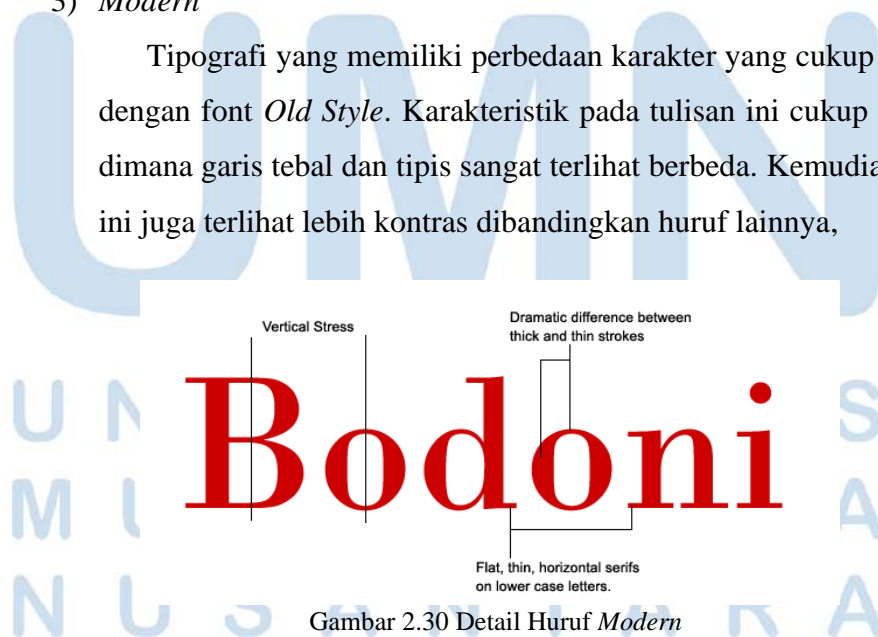 3) Modern
Tipografi yang memiliki perbedaan karakter yang cukup
dengan font Old Style. Karakteristik pada tulisan ini cukup
dimana garis tebal dan tipis sangat terlihat berbeda. Kemudia
ini juga terlihat lebih kontras dibandingkan huruf lainnya,
UMN
Vertical Stress
Dramatic difference between
thick and thin strokes
Bodoni
Flat, thin, horizontal serifs
on lower case letters.
Gambar 2.30 Detail Huruf Modern
NUSANTARA